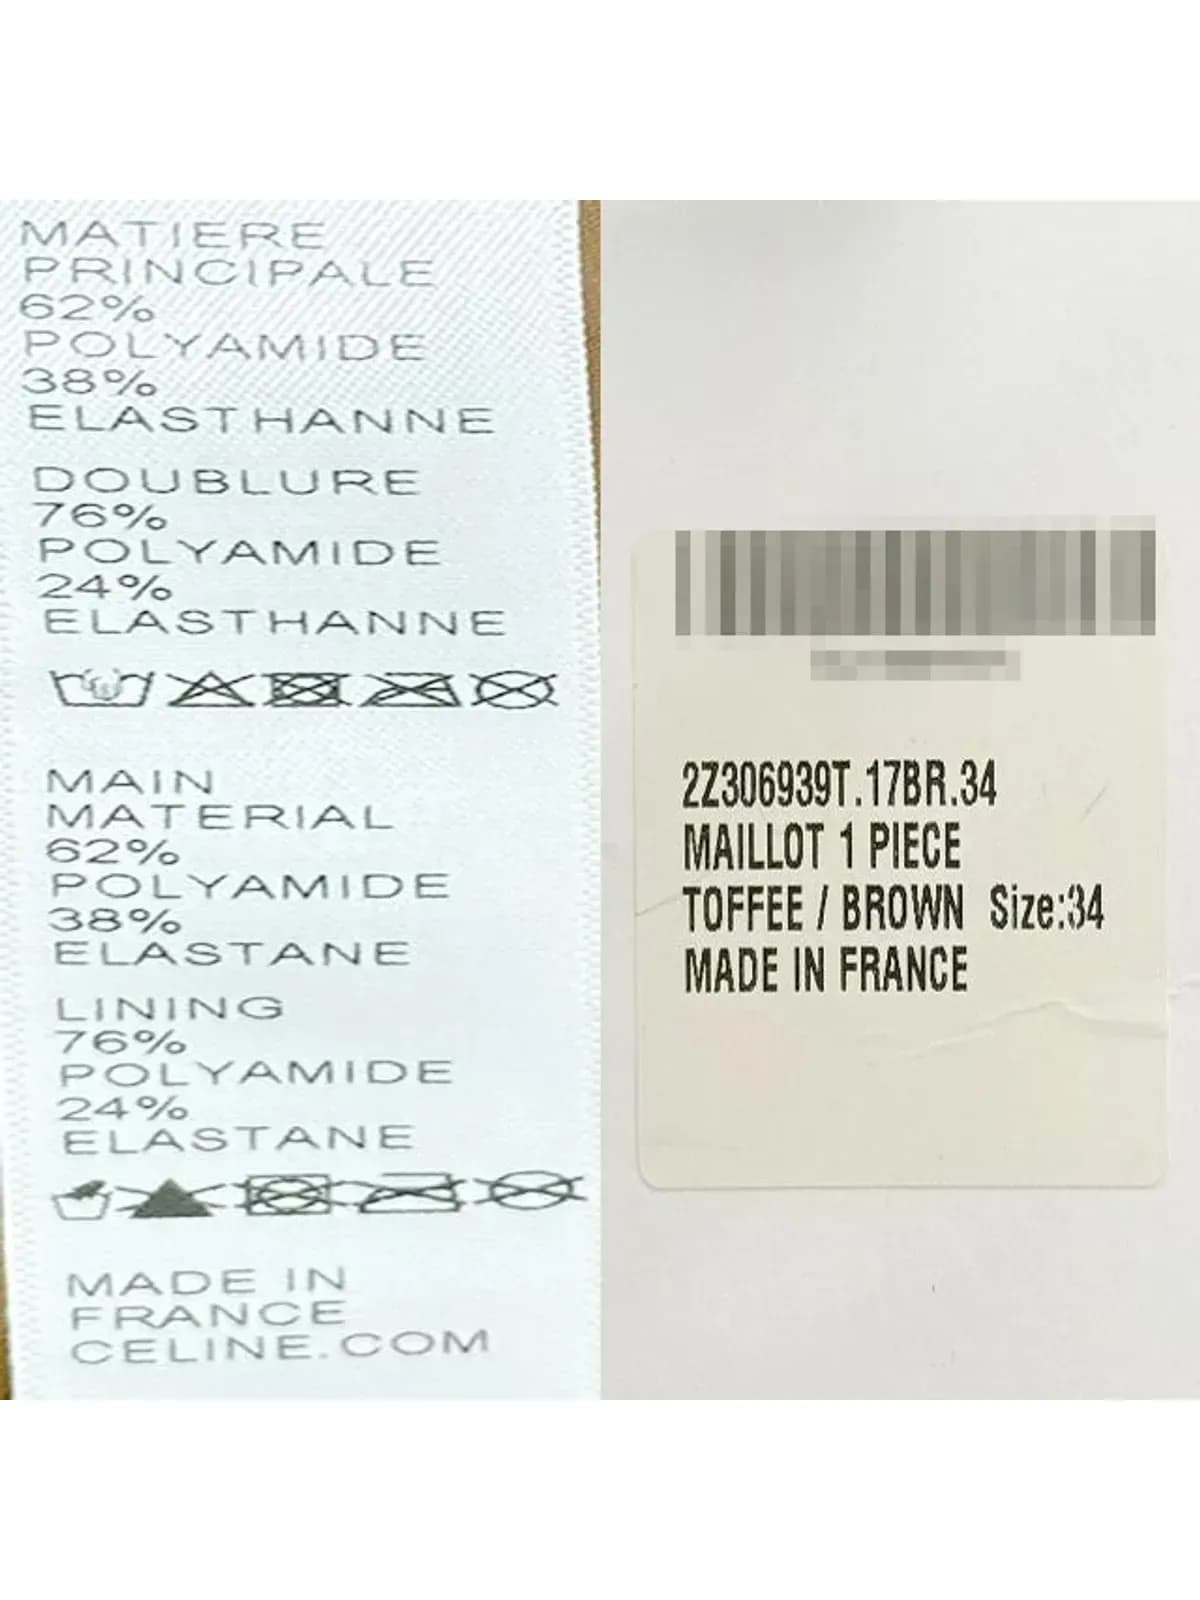 MATIERE
PRINCIPALE
62%
POLYAMIDE
38%
ELASTHANNE
DOUBLURE
76%
POLYAMIDE
24%
ELASTHANNE
MAIN
MATERIAL
62%
POLYAMIDE
38%
ELASTANE
LINING
76%
POLYAMIDE
24%
ELASTANE
MADE IN
FRANCE
CELINE.COM
2Z306939T.17BR.34
MAILLOT 1 PIECE
TOFFEE / BROWN Size:34
MADE IN FRANCE